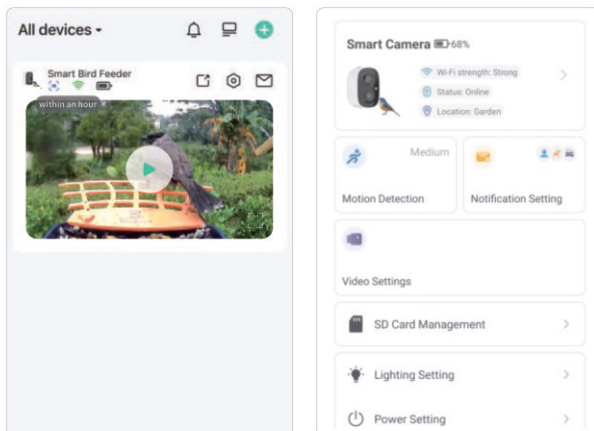 All devices
Smart Bird Feeder
within an hour
Smart Camera 68%
Wi-Fi strength: Strong
Status: Online
Location: Garden
Medium
Motion Detection
Notification Setting
Video Settings
SD Card Management
Lighting Setting
Power Setting